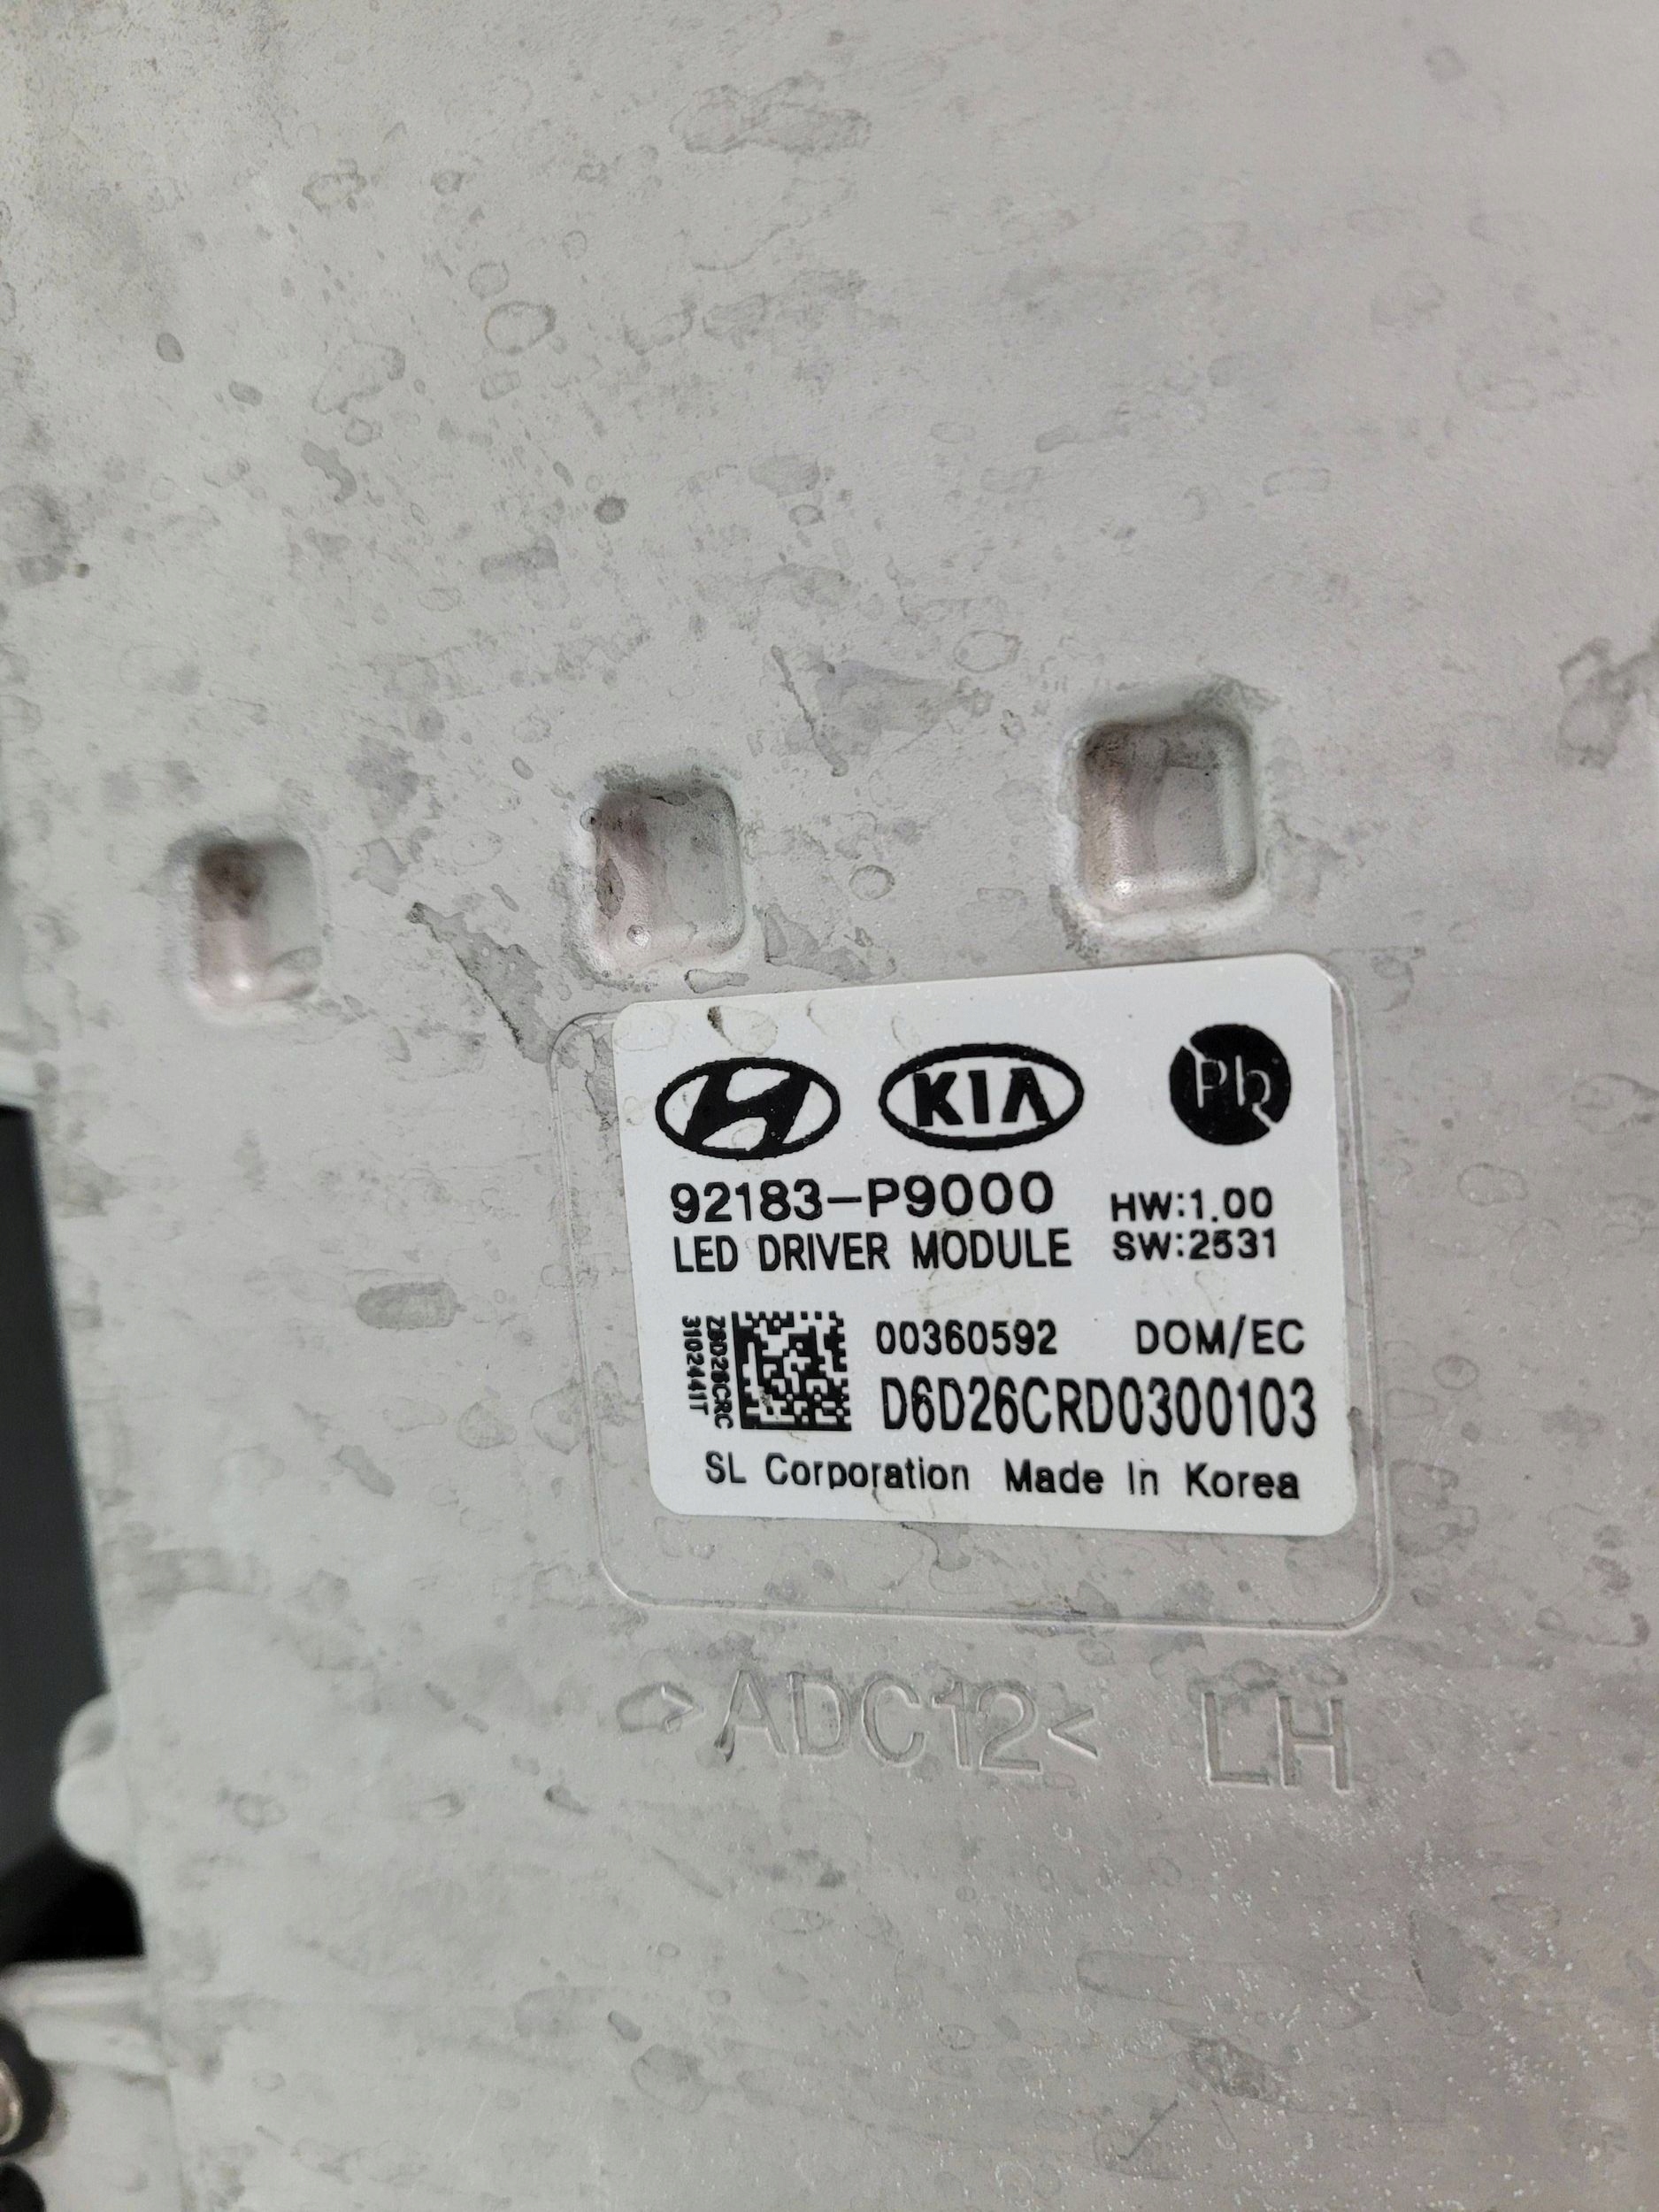 KIA Pb
92183-P9000 HW:1.00
LED DRIVER MODULE SW:2531
00360592 DOM/EC
D6D26CRD0300103
SL Corporation Made In Korea
>ADC12< LH